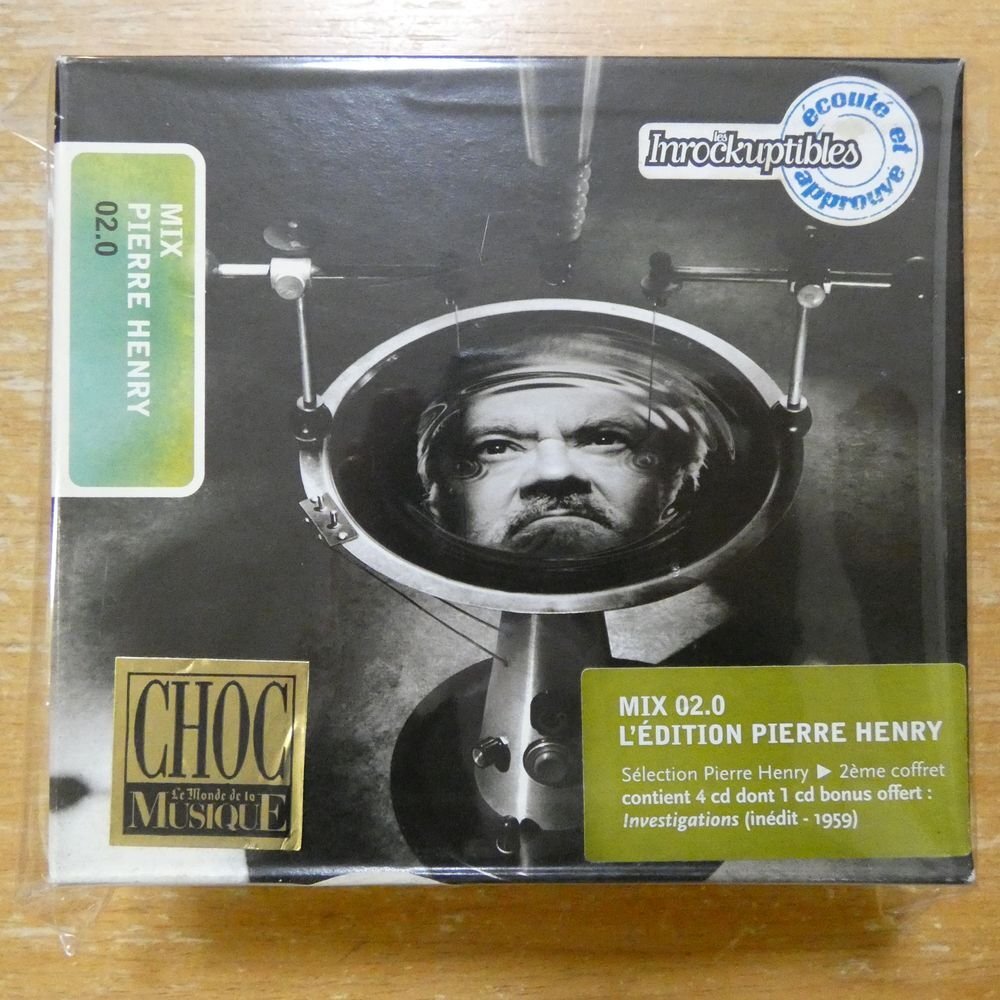 MIX
PIERRE HENRY
02.0
les
Inrockuptibles
écouté et
approuvé
CHOC
Le Monde de la
MUSIQUE
MIX 02.0
L'ÉDITION PIERRE HENRY
Sélection Pierre Henry ▶ 2ème coffret
contient 4 cd dont 1 cd bonus offert :
Investigations (inédit - 1959)